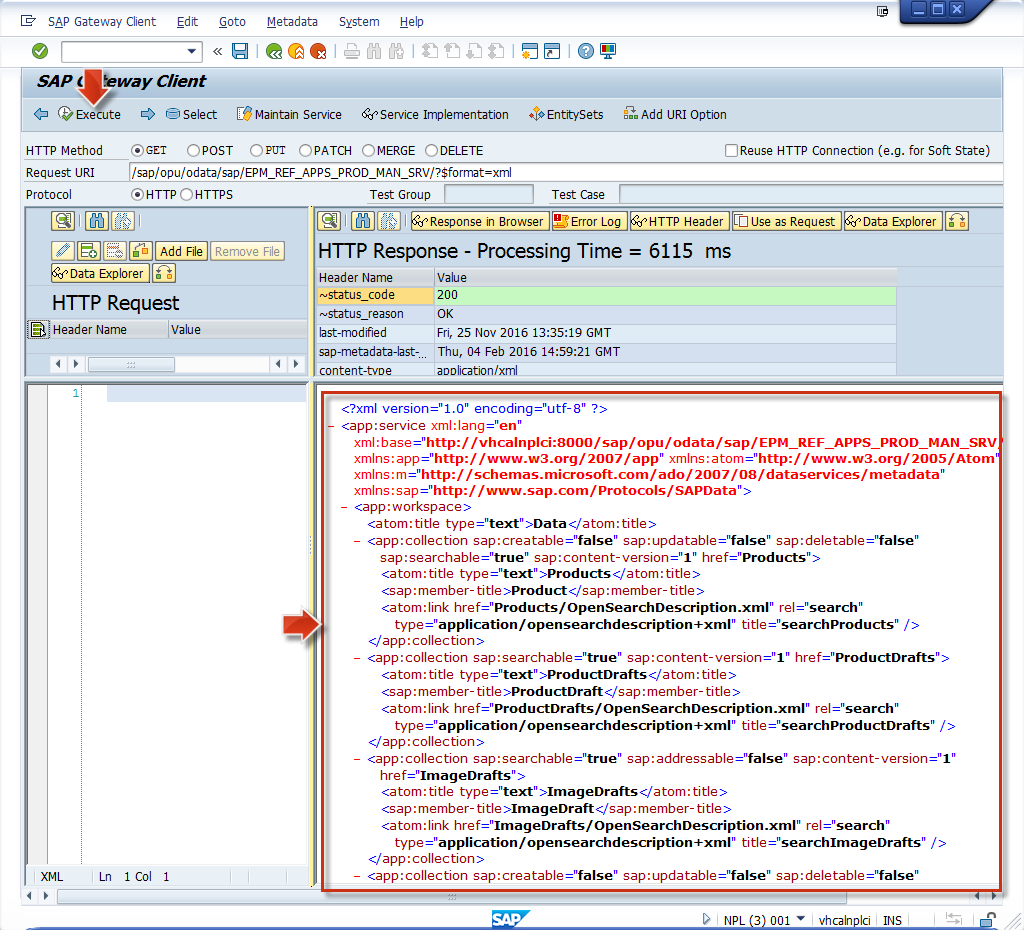 SAP Gateway Client Edit Goto Metadata System Help
SAP Gateway Client
Execute Select Maintain Service Service Implementation EntitySets Add URI Option
HTTP Method GET POST PUT PATCH MERGE DELETE Reuse HTTP Connection (e.g. for Soft State)
Request URI /sap/opu/odata/sap/EPM_REF_APPS_PROD_MAN_SRV/?$format=xml
Protocol HTTP HTTPS Test Group Test Case
Response in Browser Error Log HTTP Header Use as Request Data Explorer
Add File Remove File
Data Explorer
HTTP Request
Header Name Value
HTTP Response - Processing Time = 6115 ms
Header Name Value
~status_code 200
~status_reason OK
last-modified Fri, 25 Nov 2016 13:35:19 GMT
sap-metadata-last-... Thu, 04 Feb 2016 14:59:21 GMT
content-type application/xml
1
<?xml version="1.0" encoding="utf-8" ?>
- <app:service xml:lang="en"
xml:base="http://vhcalnplci:8000/sap/opu/odata/sap/EPM_REF_APPS_PROD_MAN_SRV/
xmlns:app="http://www.w3.org/2007/app" xmlns:atom="http://www.w3.org/2005/Atom"
xmlns:m="http://schemas.microsoft.com/ado/2007/08/dataservices/metadata"
xmlns:sap="http://www.sap.com/Protocols/SAPData">
- <app:workspace>
<atom:title type="text">Data</atom:title>
- <app:collection sap:creatable="false" sap:updatable="false" sap:deletable="false"
sap:searchable="true" sap:content-version="1" href="Products">
<atom:title type="text">Products</atom:title>
<sap:member-title>Product</sap:member-title>
<atom:link href="Products/OpenSearchDescription.xml" rel="search"
type="application/opensearchdescription+xml" title="searchProducts" />
</app:collection>
- <app:collection sap:searchable="true" sap:content-version="1" href="ProductDrafts">
<atom:title type="text">ProductDrafts</atom:title>
<sap:member-title>ProductDraft</sap:member-title>
<atom:link href="ProductDrafts/OpenSearchDescription.xml" rel="search"
type="application/opensearchdescription+xml" title="searchProductDrafts" />
</app:collection>
- <app:collection sap:searchable="true" sap:addressable="false" sap:content-version="1"
href="ImageDrafts">
<atom:title type="text">ImageDrafts</atom:title>
<sap:member-title>ImageDraft</sap:member-title>
<atom:link href="ImageDrafts/OpenSearchDescription.xml" rel="search"
type="application/opensearchdescription+xml" title="searchImageDrafts" />
</app:collection>
- <app:collection sap:creatable="false" sap:updatable="false" sap:deletable="false"
XML Ln 1 Col 1
SAP NPL (3) 001 vhcalnplci INS